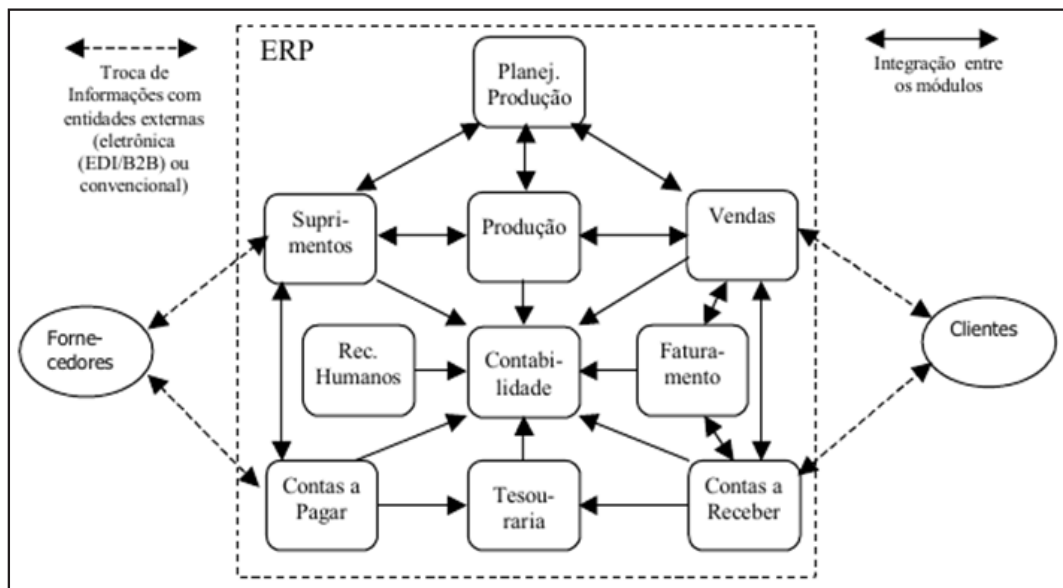 ERP
Troca de
Informações com
entidades externas
(eletrônica
(EDI/B2B) ou
convencional)
Planej.
Produção
Integração entre
os módulos
Supri-
mentos
Produção
Vendas
Forne-
cedores
Rec.
Humanos
Contabi-
lidade
Fatura-
mento
Clientes
Contas a
Pagar
Tesou-
raria
Contas a
Receber